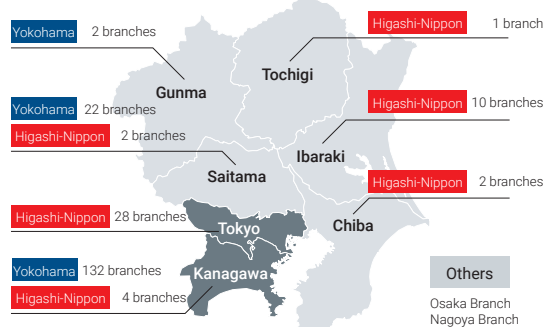 Yokohama 2 branches
Higashi-Nippon 1 branch
Tochigi
Gunma
Yokohama 22 branches
Higashi-Nippon 10 branches
Higashi-Nippon 2 branches
Ibaraki
Saitama
Higashi-Nippon 2 branches
Higashi-Nippon 28 branches
Tokyo
Chiba
Yokohama 132 branches
Kanagawa
Others
Higashi-Nippon 4 branches
Osaka Branch
Nagoya Branch